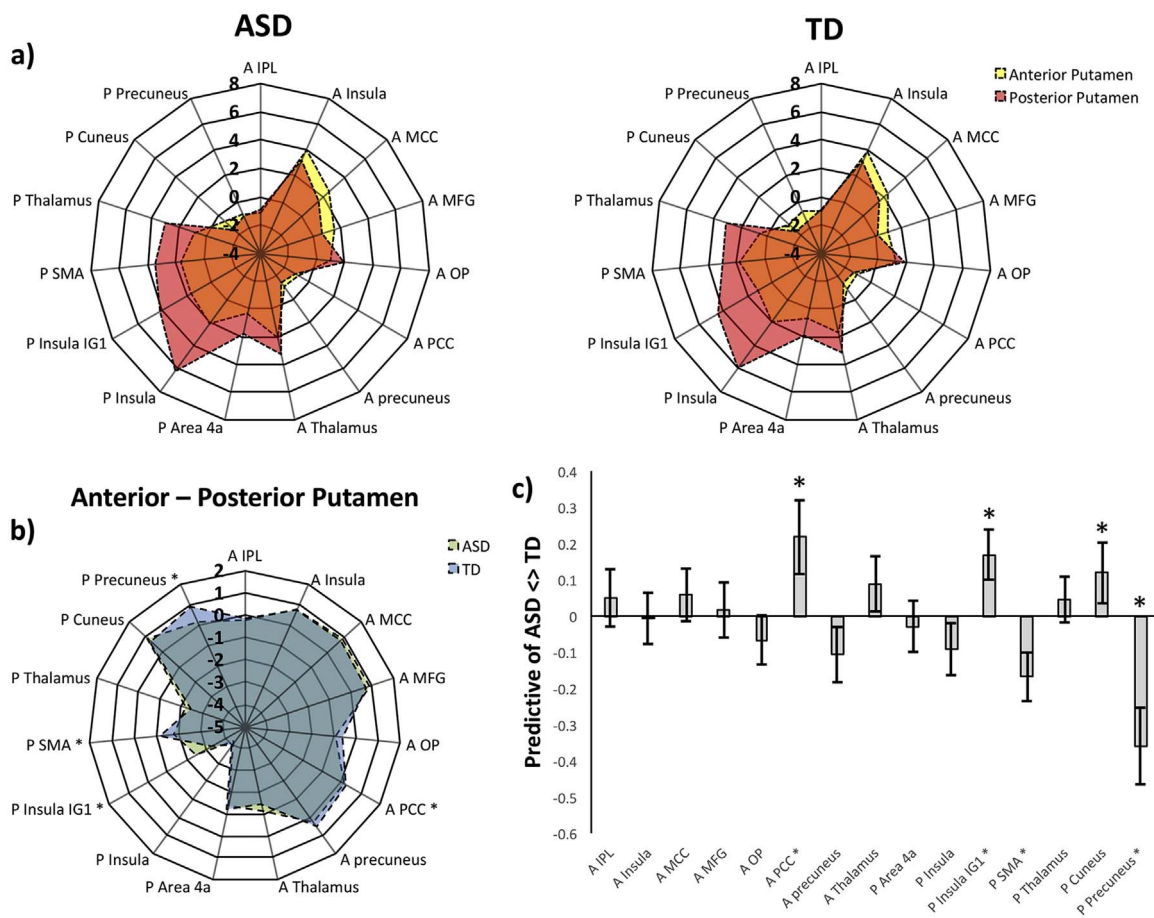 ASD
TD
a)
A IPL
A Insula
A MCC
A MFG
A OP
A PCC
A precuneus
A Thalamus
P Area 4a
P Insula
P Insula IG1
P SMA
P Thalamus
P Cuneus
P Precuneus
8
6
4
2
0
-2
-4
A IPL
A Insula
A MCC
A MFG
A OP
A PCC
A precuneus
A Thalamus
P Area 4a
P Insula
P Insula IG1
P SMA
P Thalamus
P Cuneus
P Precuneus
8
6
4
2
0
-2
-4
Anterior Putamen
Posterior Putamen
Anterior – Posterior Putamen
b)
ASD
TD
A IPL
A Insula
A MCC
A MFG
A OP
A PCC *
A precuneus
A Thalamus
P Area 4a
P Insula
P Insula IG1 *
P SMA *
P Thalamus
P Cuneus
P Precuneus *
2
1
0
-1
-2
-3
-4
-5
c)
Predictive of ASD <> TD
0.4
0.3
0.2
0.1
0
-0.1
-0.2
-0.3
-0.4
-0.5
-0.6
*
*
*
*
A IPL
A Insula
A MCC
A MFG
A OP
A PCC *
A precuneus
A Thalamus
P Area 4a
P Insula
P Insula IG1 *
P SMA *
P Thalamus
P Cuneus
P Precuneus *